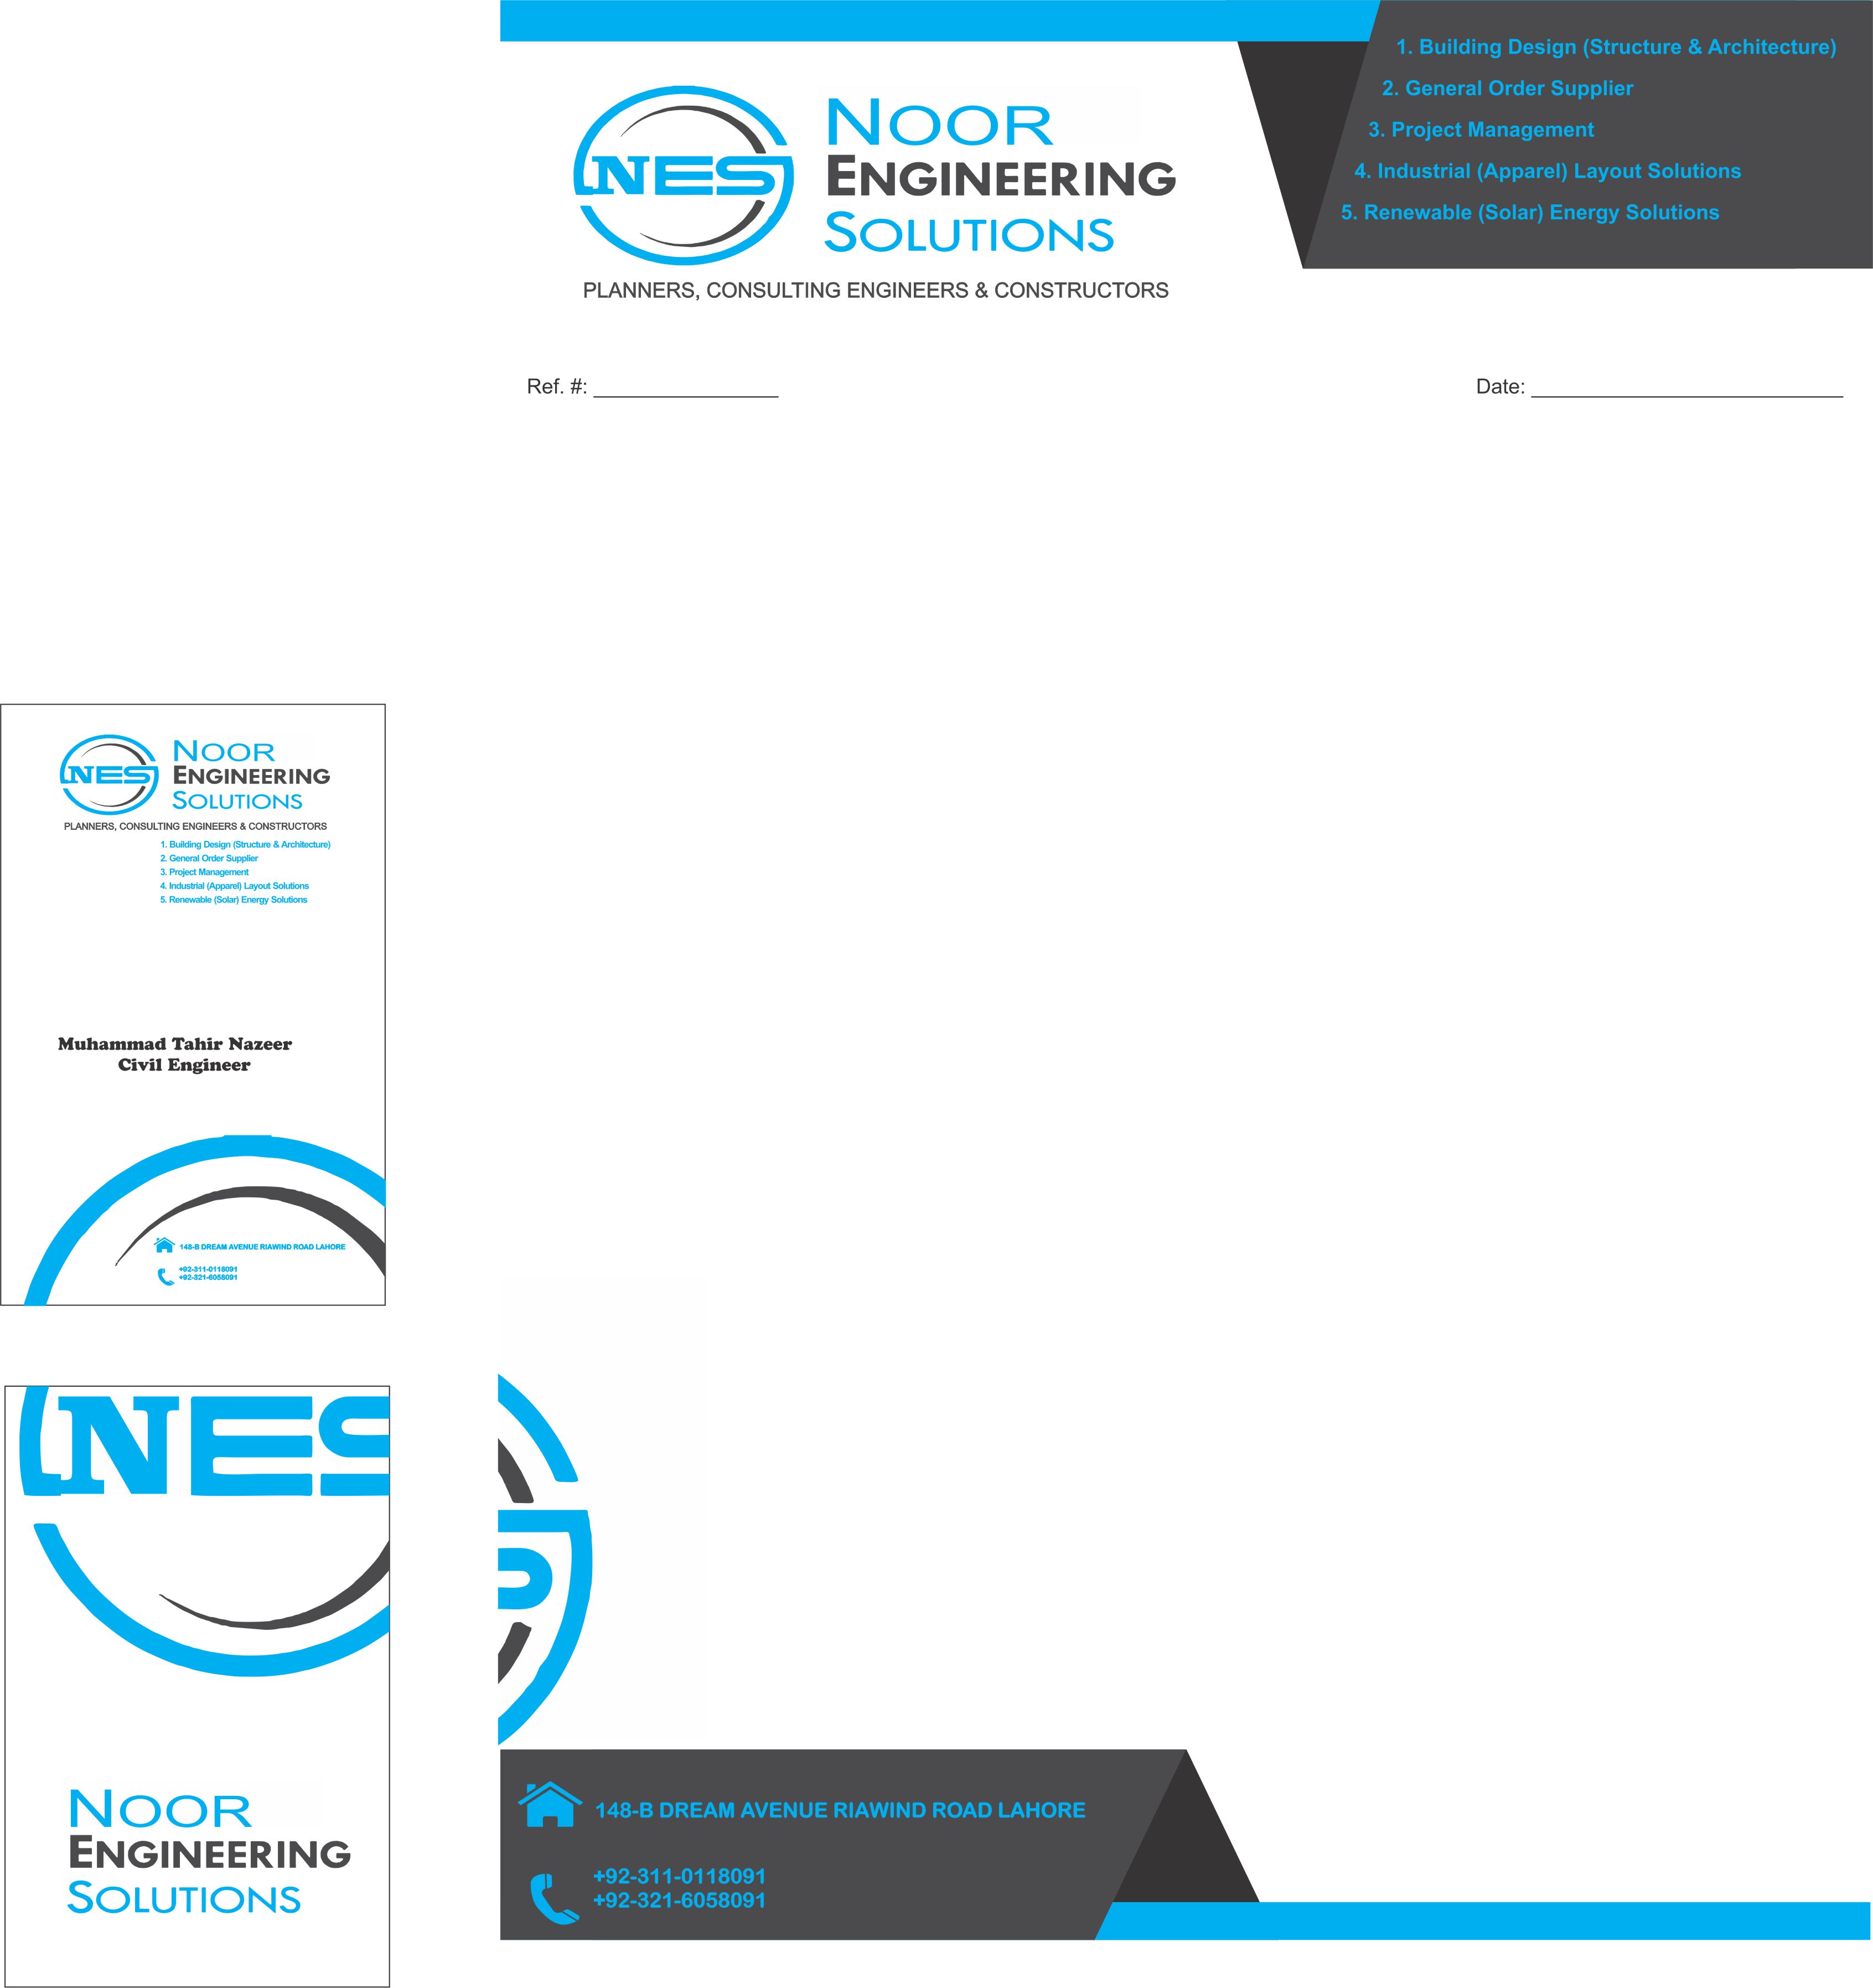 1. Building Design (Structure & Architecture)
2. General Order Supplier
3. Project Management
4. Industrial (Apparel) Layout Solutions
5. Renewable (Solar) Energy Solutions
NES
NOOR
ENGINEERING
SOLUTIONS
PLANNERS, CONSULTING ENGINEERS & CONSTRUCTORS
Ref. #: _______________
Date: _________________________
NES
NOOR
ENGINEERING
SOLUTIONS
PLANNERS, CONSULTING ENGINEERS & CONSTRUCTORS
1. Building Design (Structure & Architecture)
2. General Order Supplier
3. Project Management
4. Industrial (Apparel) Layout Solutions
5. Renewable (Solar) Energy Solutions
Muhammad Tahir Nazeer
Civil Engineer
148-B DREAM AVENUE RIAWIND ROAD LAHORE
+92-311-0118091
+92-321-6058091
NES
NOOR
ENGINEERING
SOLUTIONS
148-B DREAM AVENUE RIAWIND ROAD LAHORE
+92-311-0118091
+92-321-6058091